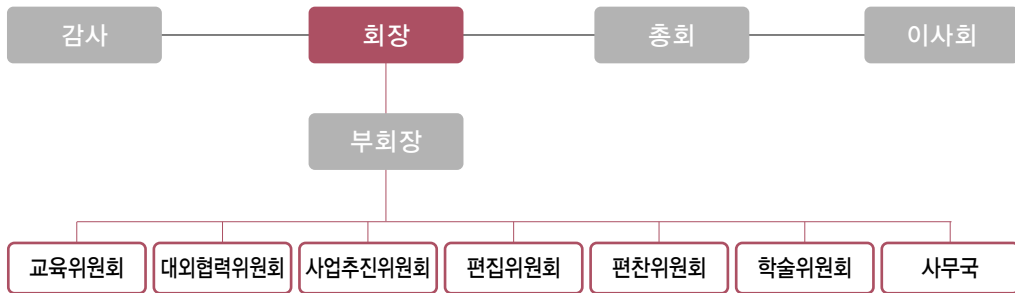 감사
회장
총회
이사회
부회장
교육위원회
대외협력위원회
사업추진위원회
편집위원회
편찬위원회
학술위원회
사무국